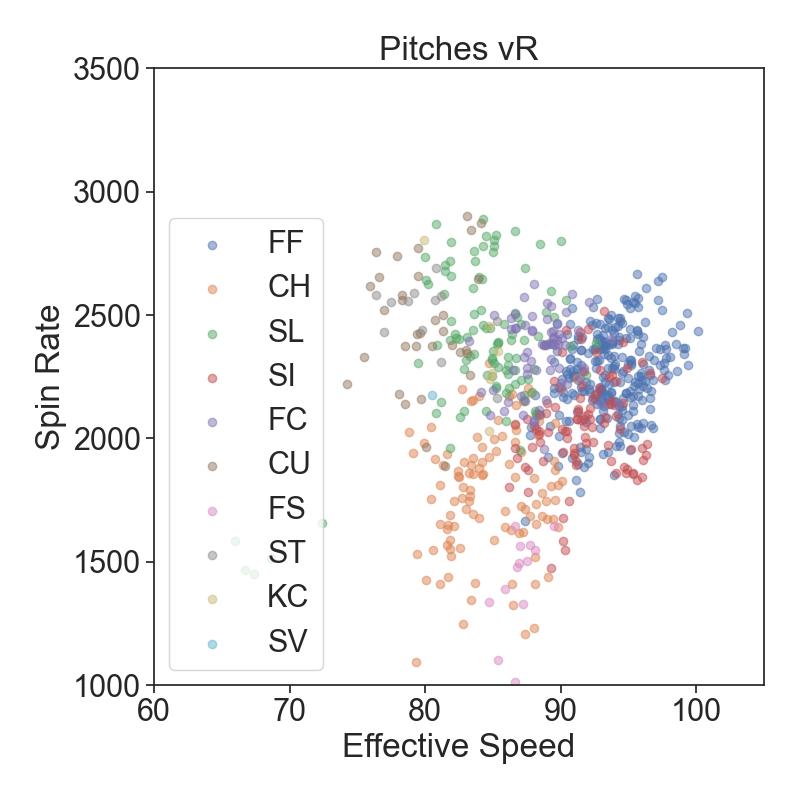 Pitches vR
3500
3000
2500
2000
1500
1000
Spin Rate
FF
CH
SL
SI
FC
CU
FS
ST
KC
SV
60
70
80
90
100
Effective Speed